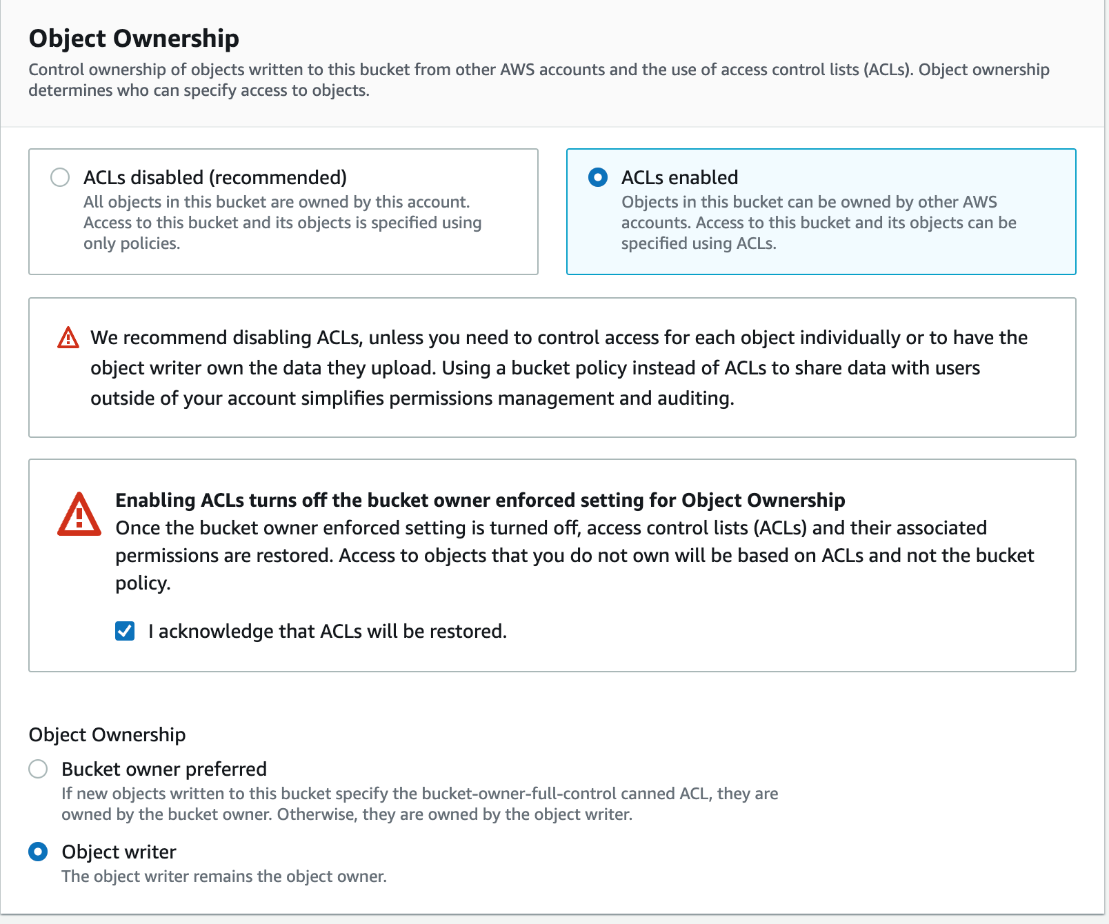 Object Ownership
Control ownership of objects written to this bucket from other AWS accounts and the use of access control lists (ACLs). Object ownership
determines who can specify access to objects.
ACLs disabled (recommended)
All objects in this bucket are owned by this account.
Access to this bucket and its objects is specified using
only policies.
ACLs enabled
Objects in this bucket can be owned by other AWS
accounts. Access to this bucket and its objects can be
specified using ACLs.
We recommend disabling ACLs, unless you need to control access for each object individually or to have the
object writer own the data they upload. Using a bucket policy instead of ACLs to share data with users
outside of your account simplifies permissions management and auditing.
Enabling ACLs turns off the bucket owner enforced setting for Object Ownership
Once the bucket owner enforced setting is turned off, access control lists (ACLs) and their associated
permissions are restored. Access to objects that you do not own will be based on ACLs and not the bucket
policy.
I acknowledge that ACLs will be restored.
Object Ownership
Bucket owner preferred
If new objects written to this bucket specify the bucket-owner-full-control canned ACL, they are
owned by the bucket owner. Otherwise, they are owned by the object writer.
Object writer
The object writer remains the object owner.